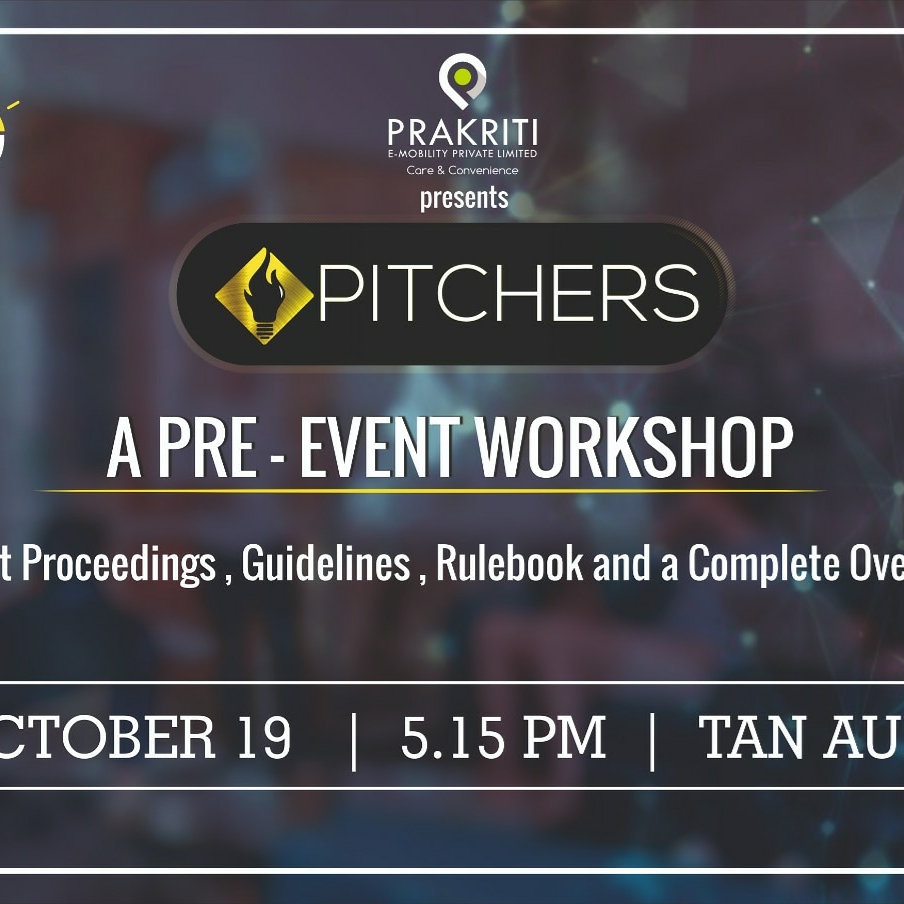 PRAKRITI
E-MOBILITY PRIVATE LIMITED
Care & Convenience
presents
PITCHERS
A PRE - EVENT WORKSHOP
t Proceedings , Guidelines , Rulebook and a Complete Ove
CTOBER 19 | 5.15 PM | TAN AU